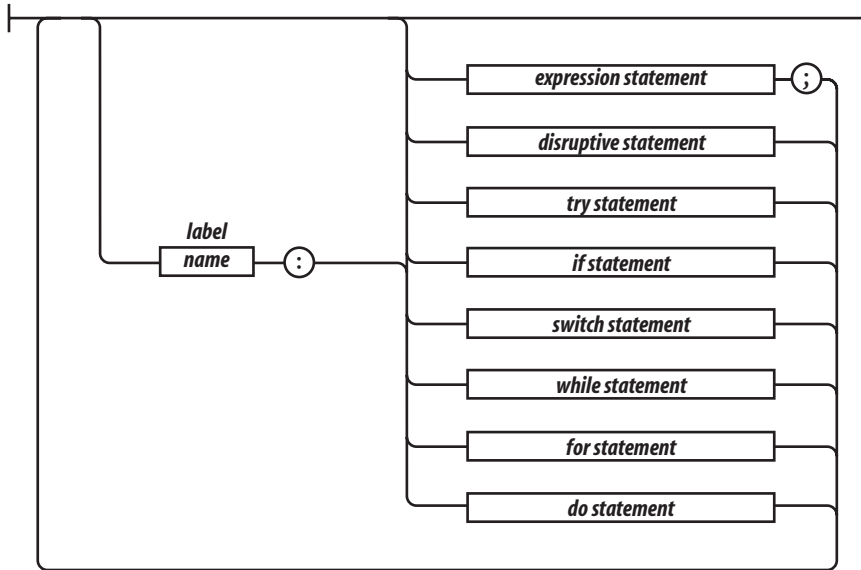 expression statement ;
disruptive statement
try statement
label
name :
if statement
switch statement
while statement
for statement
do statement